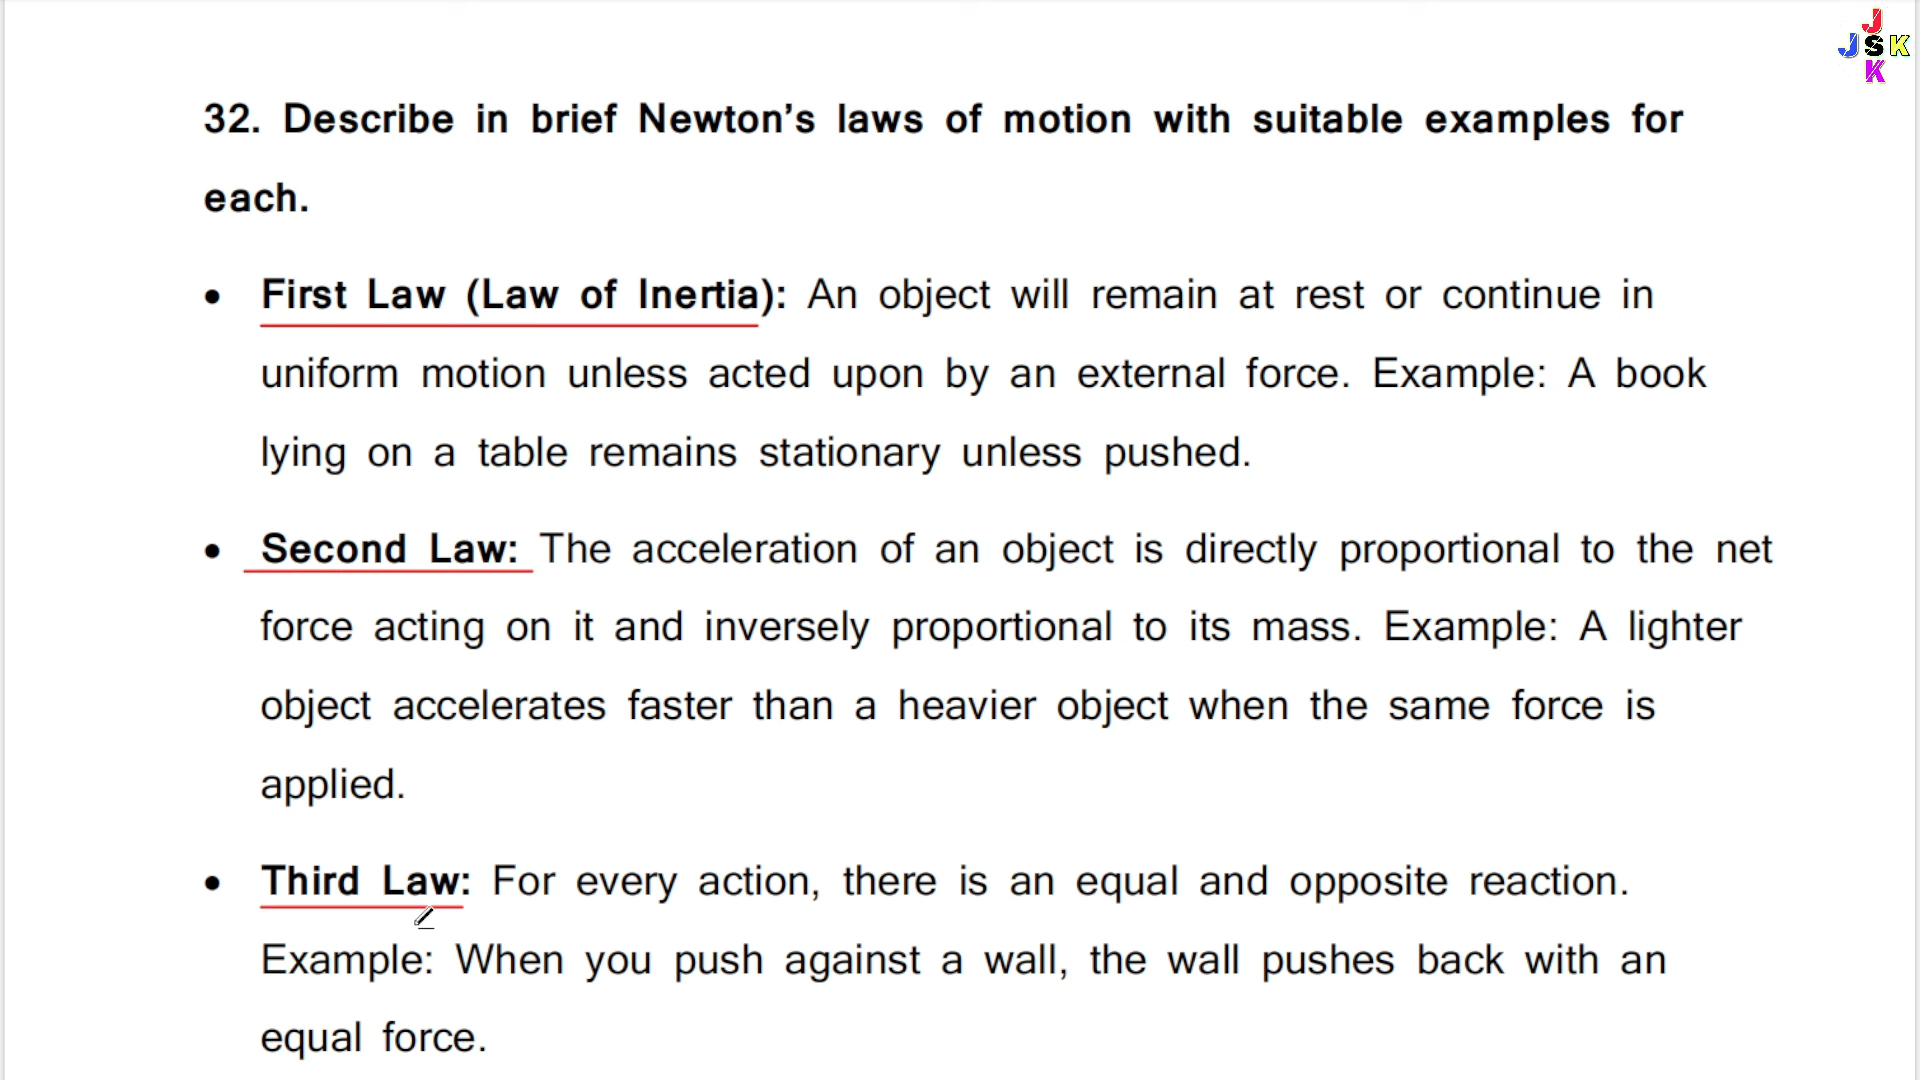 J
J S K
K
32. Describe in brief Newton’s laws of motion with suitable examples for
each.
• First Law (Law of Inertia): An object will remain at rest or continue in
uniform motion unless acted upon by an external force. Example: A book
lying on a table remains stationary unless pushed.
• Second Law: The acceleration of an object is directly proportional to the net
force acting on it and inversely proportional to its mass. Example: A lighter
object accelerates faster than a heavier object when the same force is
applied.
• Third Law: For every action, there is an equal and opposite reaction.
Example: When you push against a wall, the wall pushes back with an
equal force.